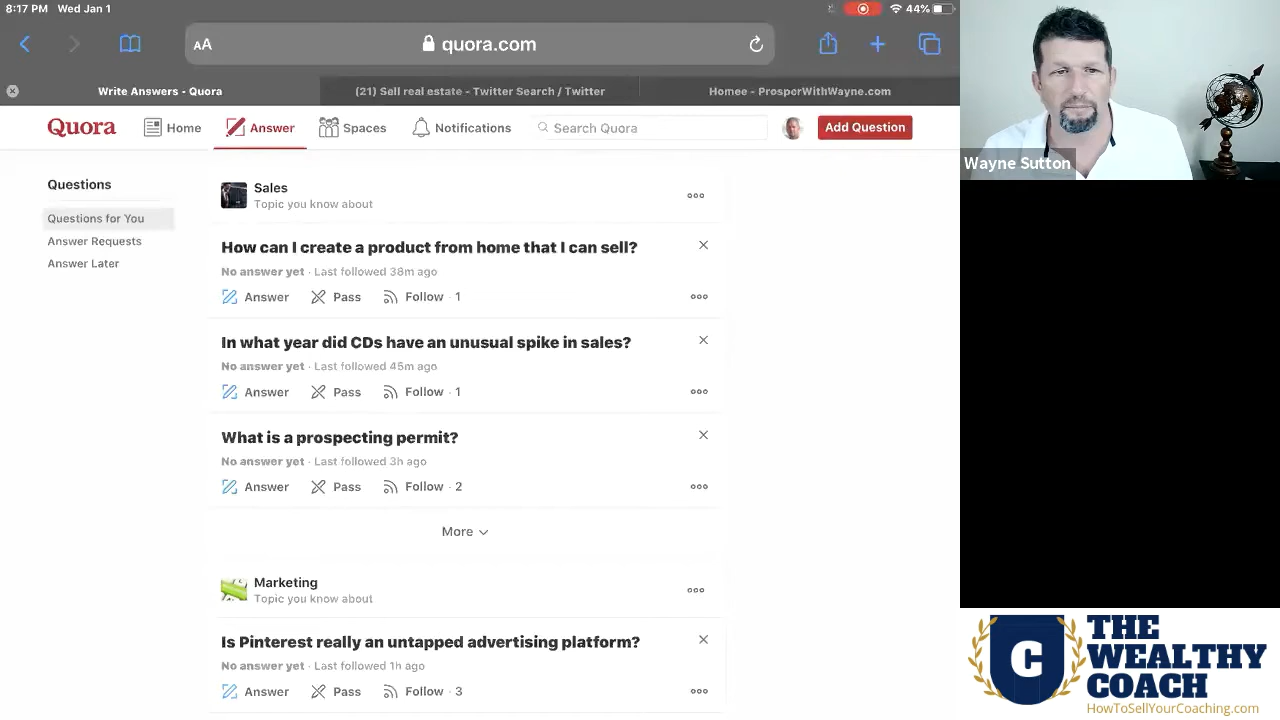 8:17 PM Wed Jan 1
44%
AA
quora.com
Write Answers - Quora
(21) Sell real estate - Twitter Search / Twitter
Homee - ProsperWithWayne.com
Quora
Home
Answer
Spaces
Notifications
Search Quora
Add Question
Wayne Sutton
Questions
Questions for You
Answer Requests
Answer Later
Sales
Topic you know about
How can I create a product from home that I can sell?
No answer yet · Last followed 38m ago
Answer Pass Follow · 1
In what year did CDs have an unusual spike in sales?
No answer yet · Last followed 45m ago
Answer Pass Follow · 1
What is a prospecting permit?
No answer yet · Last followed 3h ago
Answer Pass Follow · 2
More
Marketing
Topic you know about
Is Pinterest really an untapped advertising platform?
No answer yet · Last followed 1h ago
Answer Pass Follow · 3
C
THE
WEALTHY
COACH
HowToSellYourCoaching.com